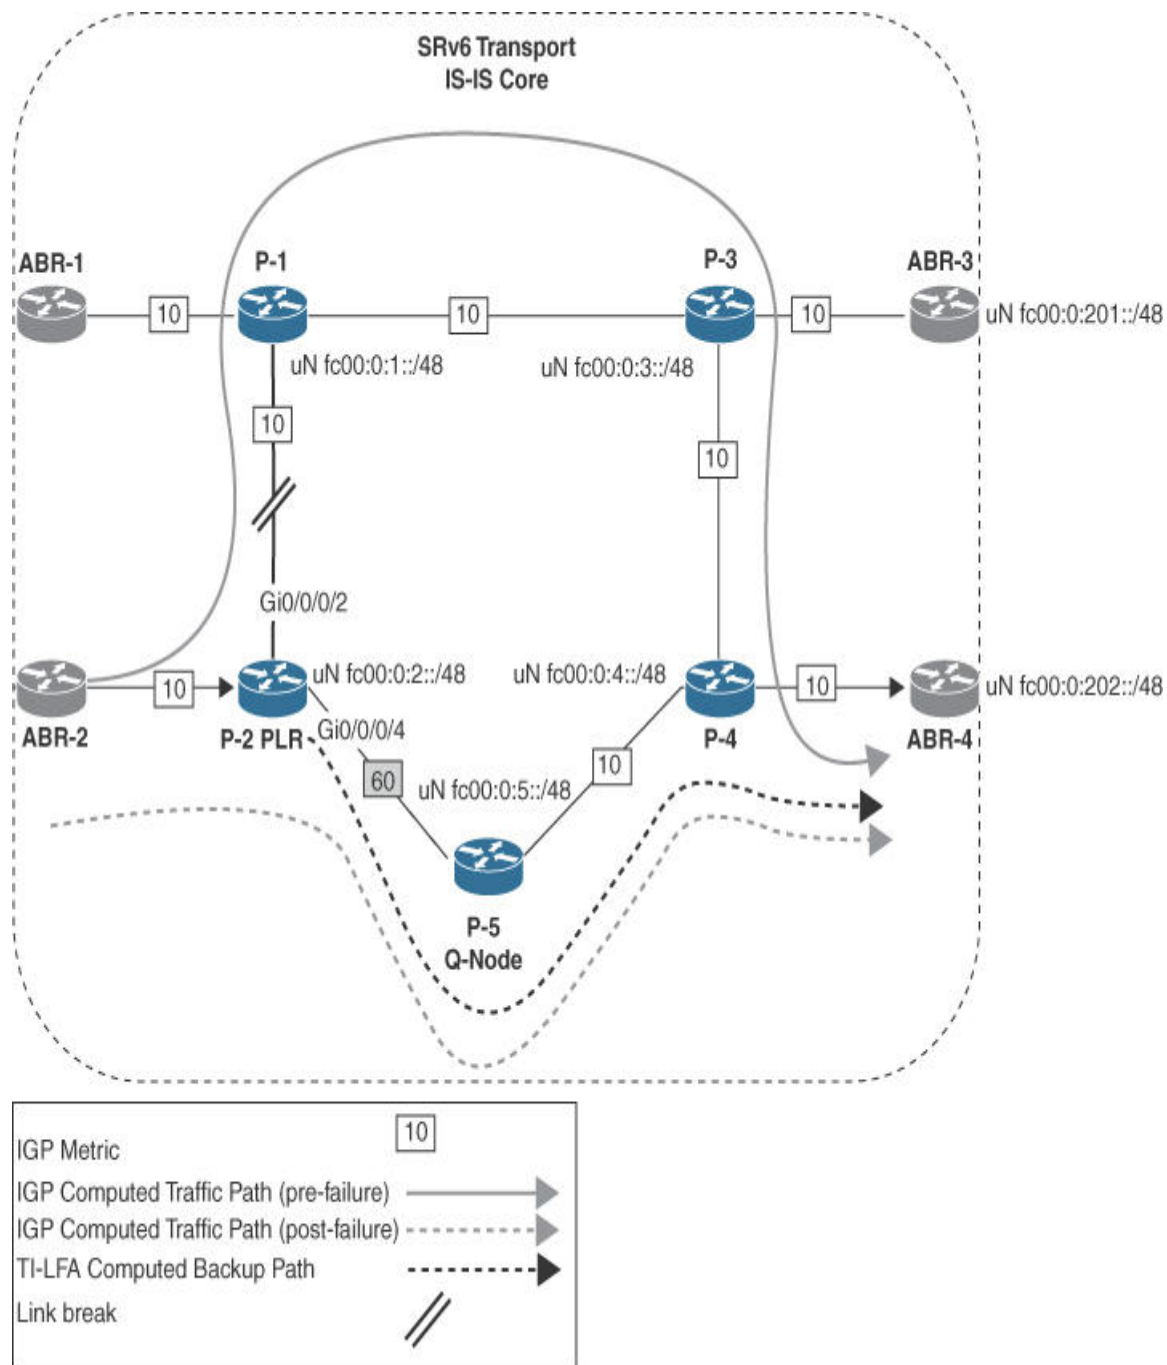 SRv6 Transport
IS-IS Core
ABR-1
P-1
P-3
ABR-3
10
10
10
uN fc00:0:201::/48
uN fc00:0:1::/48
uN fc00:0:3::/48
10
10
Gi0/0/0/2
uN fc00:0:2::/48
uN fc00:0:4::/48
10
10
uN fc00:0:202::/48
ABR-2
P-2 PLR
Gi0/0/0/4
P-4
ABR-4
60
uN fc00:0:5::/48
10
P-5
Q-Node
IGP Metric
10
IGP Computed Traffic Path (pre-failure)
IGP Computed Traffic Path (post-failure)
TI-LFA Computed Backup Path
Link break